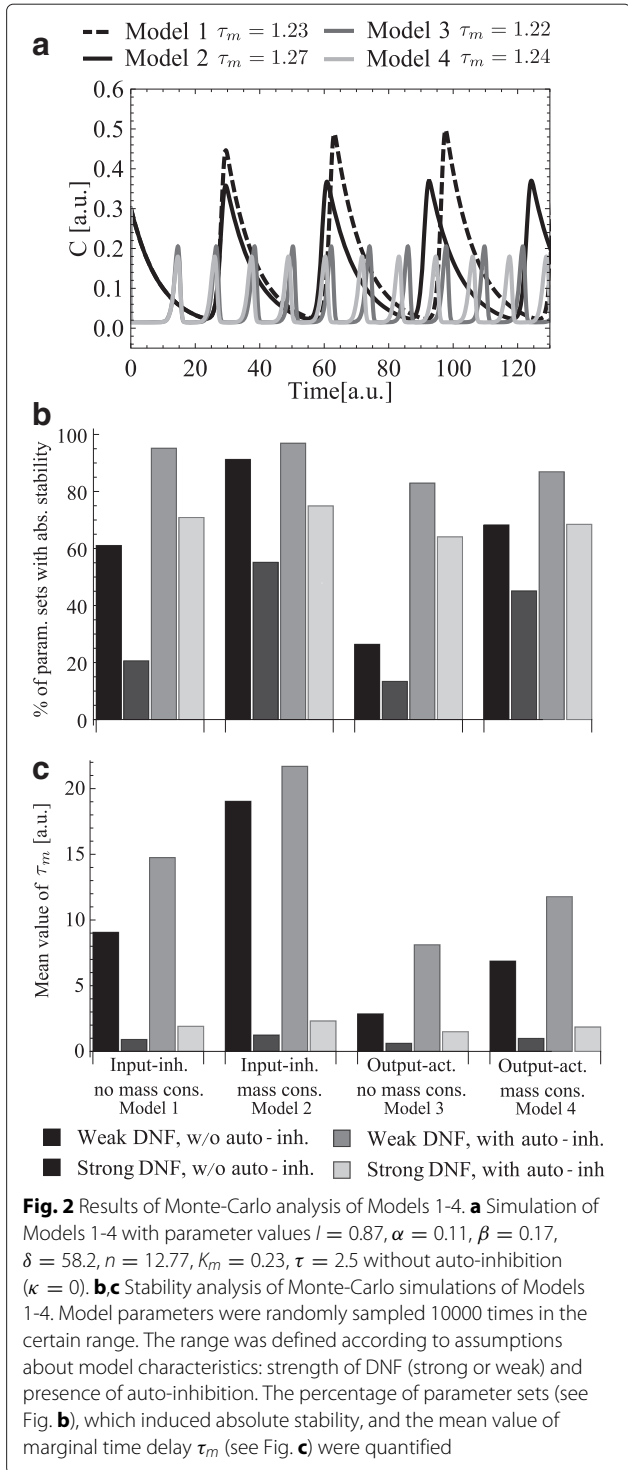 a
Model 1 τm = 1.23 Model 3 τm = 1.22
Model 2 τm = 1.27 Model 4 τm = 1.24
0.6
0.5
0.4
0.3
0.2
0.1
0.0
C [a.u.]
0 20 40 60 80 100 120
Time[a.u.]
b
100
80
60
40
20
0
% of param. sets with abs. stability
c
20
15
10
5
0
Mean value of τm [a.u.]
Input-inh. Input-inh. Output-act. Output-act.
no mass cons. mass cons. no mass cons. mass cons.
Model 1 Model 2 Model 3 Model 4
Weak DNF, w/o auto-inh. Weak DNF, with auto-inh.
Strong DNF, w/o auto-inh. Strong DNF, with auto-inh
Fig. 2 Results of Monte-Carlo analysis of Models 1-4. a Simulation of
Models 1-4 with parameter values I = 0.87, α = 0.11, β = 0.17,
δ = 58.2, n = 12.77, Km = 0.23, τ = 2.5 without auto-inhibition
(κ = 0). b,c Stability analysis of Monte-Carlo simulations of Models
1-4. Model parameters were randomly sampled 10000 times in the
certain range. The range was defined according to assumptions
about model characteristics: strength of DNF (strong or weak) and
presence of auto-inhibition. The percentage of parameter sets (see
Fig. b), which induced absolute stability, and the mean value of
marginal time delay τm (see Fig. c) were quantified